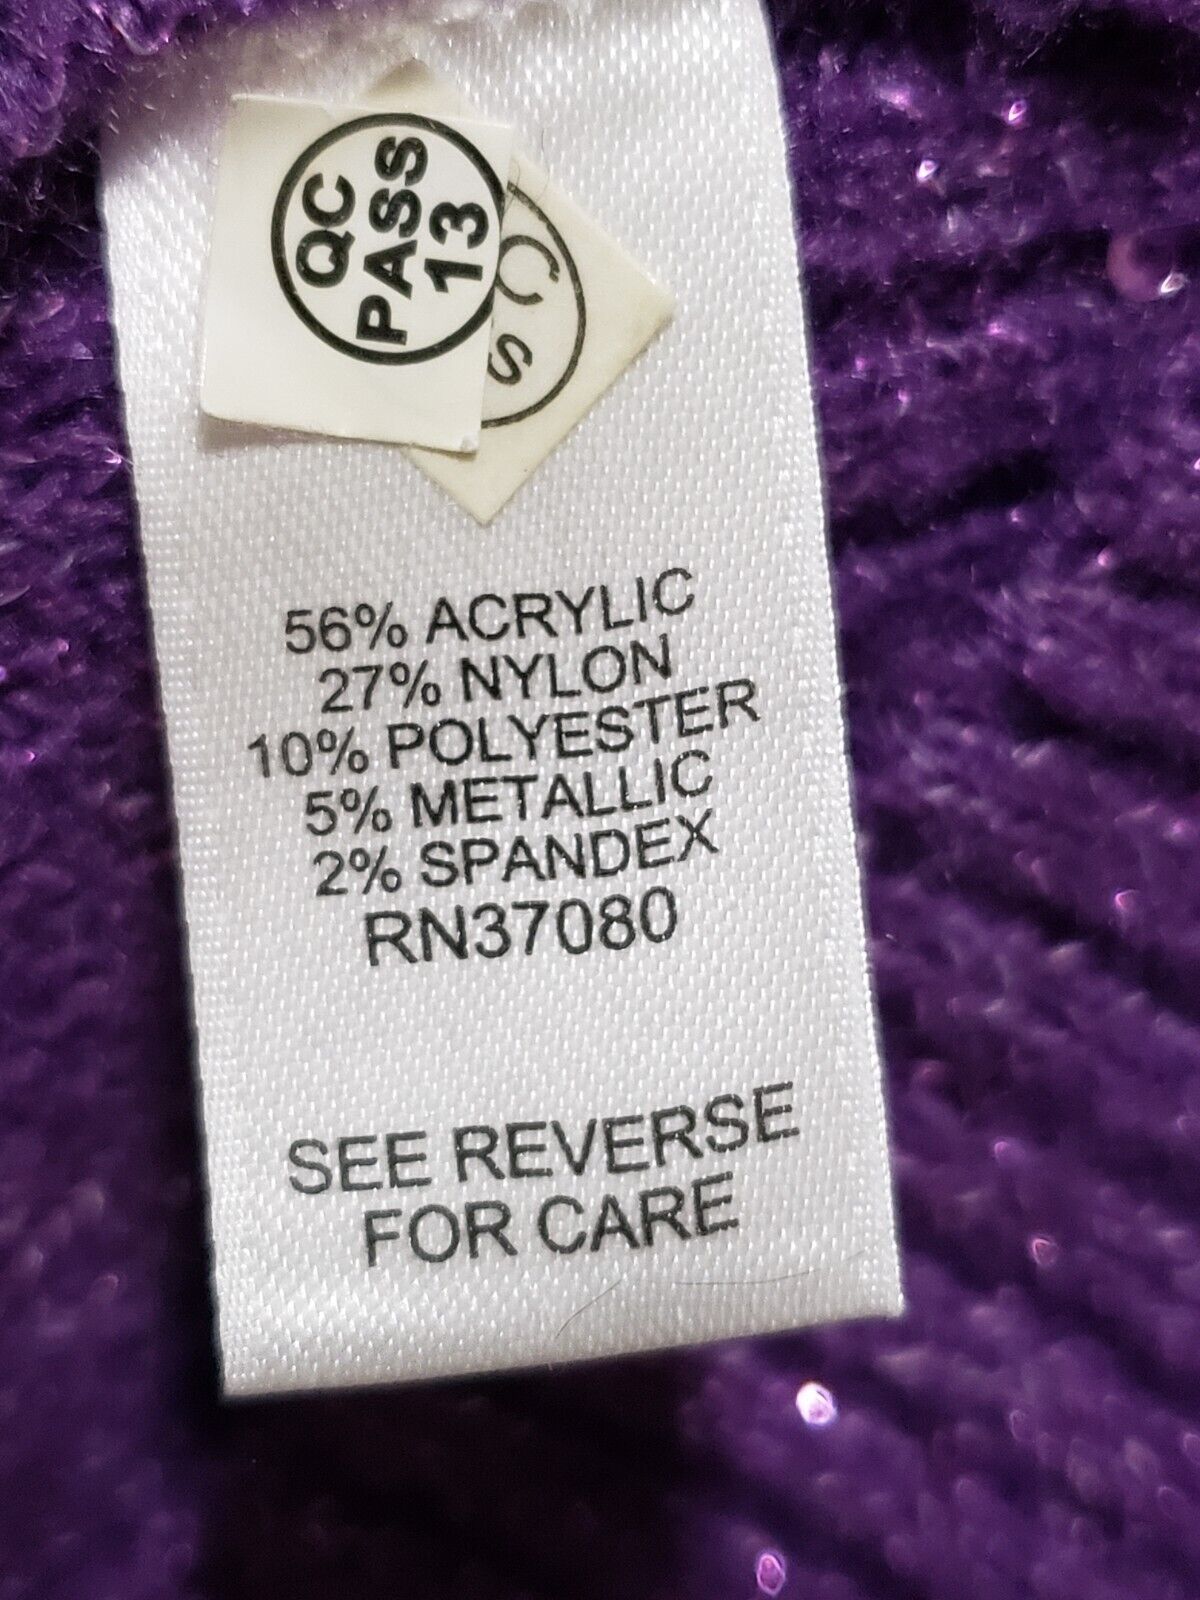 QC
PASS
13
C
S
56% ACRYLIC
27% NYLON
10% POLYESTER
5% METALLIC
2% SPANDEX
RN37080
SEE REVERSE
FOR CARE